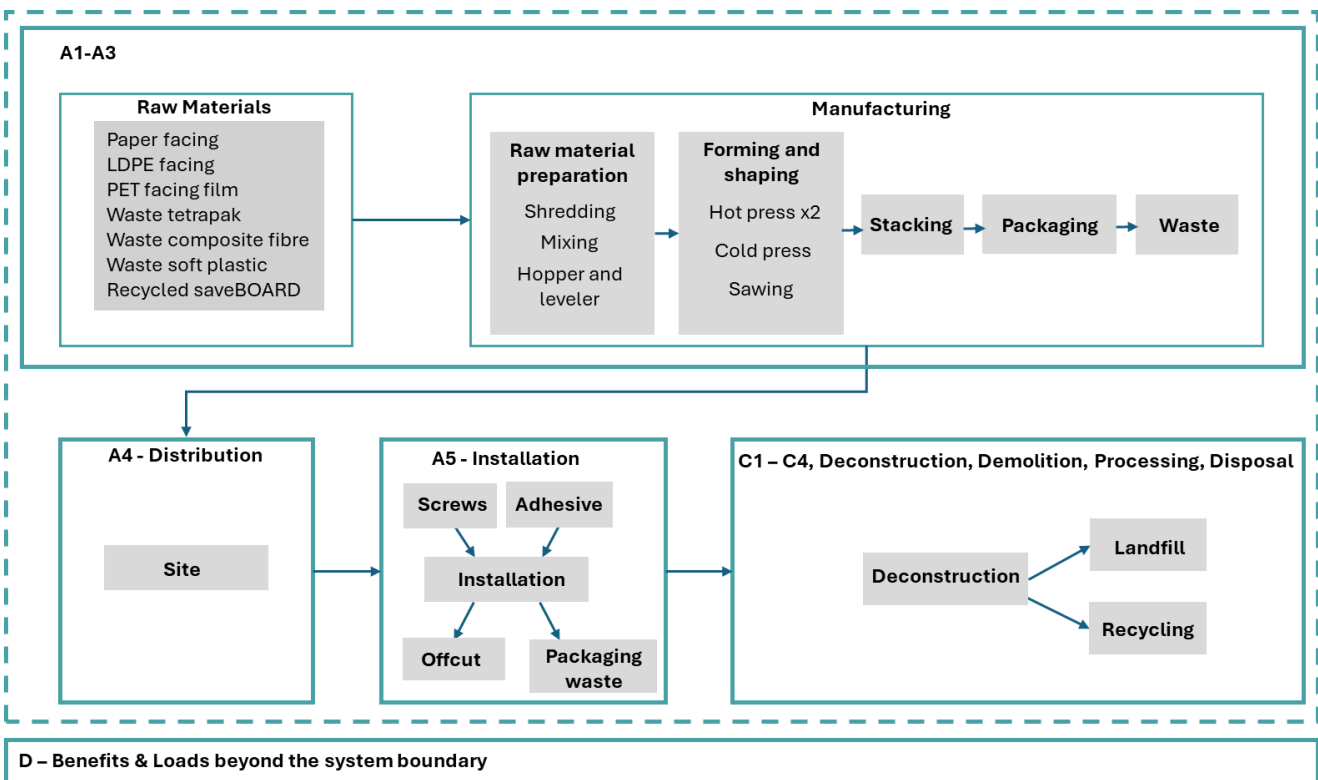 A1-A3
Raw Materials
Paper facing
LDPE facing
PET facing film
Waste tetrapak
Waste composite fibre
Waste soft plastic
Recycled saveBOARD
Manufacturing
Raw material
preparation
Shredding
Mixing
Hopper and
leveler
Forming and
shaping
Hot press x2
Cold press
Sawing
Stacking
Packaging
Waste
A4 - Distribution
Site
A5 - Installation
Screws
Adhesive
Installation
Offcut
Packaging
waste
C1 – C4, Deconstruction, Demolition, Processing, Disposal
Deconstruction
Landfill
Recycling
D – Benefits & Loads beyond the system boundary